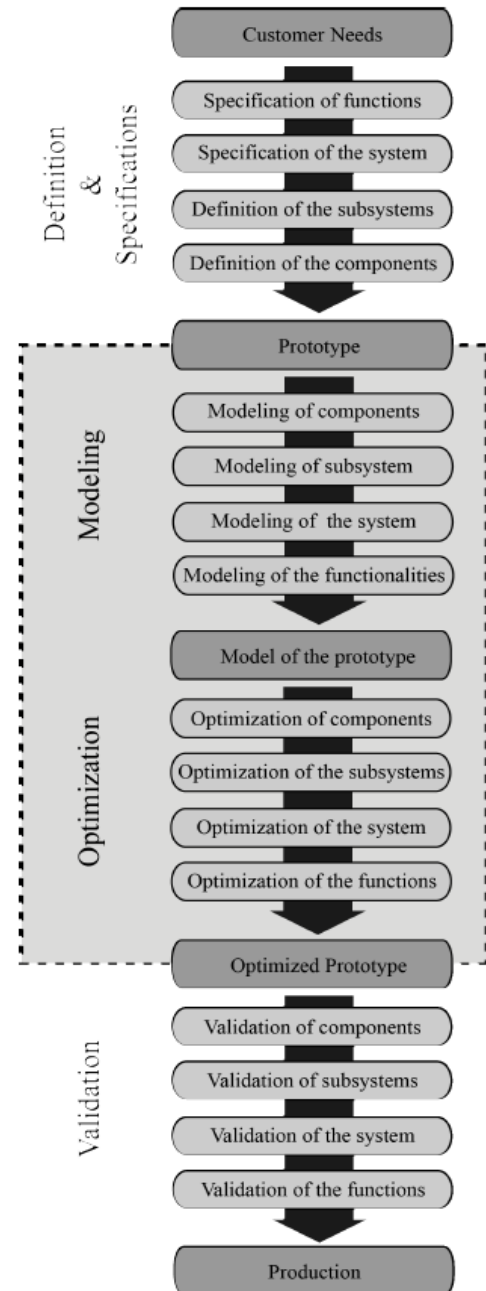 Customer Needs
Specification of functions
Specification of the system
Definition of the subsystems
Definition of the components
Definition
&
Specifications
Prototype
Modeling of components
Modeling of subsystem
Modeling of the system
Modeling of the functionalities
Modeling
Model of the prototype
Optimization of components
Optimization of the subsystems
Optimization of the system
Optimization of the functions
Optimization
Optimized Prototype
Validation of components
Validation of subsystems
Validation of the system
Validation of the functions
Validation
Production